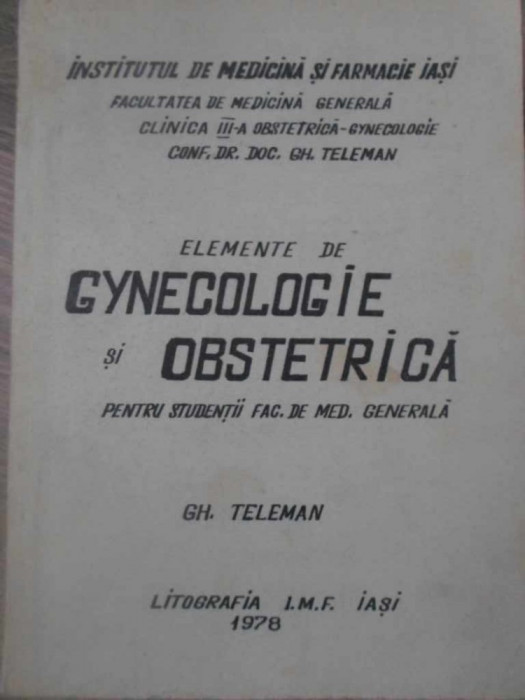 INSTITUTUL DE MEDICINĂ ȘI FARMACIE IAȘI
FACULTATEA DE MEDICINĂ GENERALĂ
CLINICA III-A OBSTETRICĂ-GYNECOLOGIE
CONF. DR. DOC. GH. TELEMAN
ELEMENTE DE
GYNECOLOGIE
ȘI OBSTETRICĂ
PENTRU STUDENȚII FAC. DE MED. GENERALĂ
GH. TELEMAN
LITOGRAFIA I.M.F. IAȘI
1978